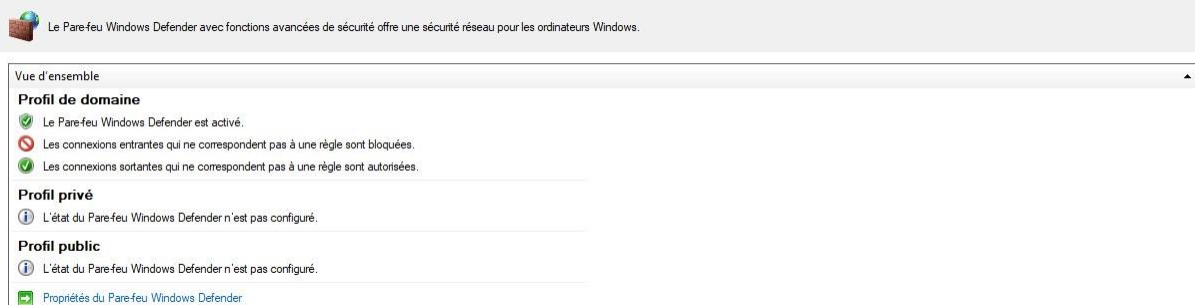 Le Pare-feu Windows Defender avec fonctions avancées de sécurité offre une sécurité réseau pour les ordinateurs Windows.
Vue d'ensemble
Profil de domaine
Le Pare-feu Windows Defender est activé.
Les connexions entrantes qui ne correspondent pas à une règle sont bloquées.
Les connexions sortantes qui ne correspondent pas à une règle sont autorisées.
Profil privé
L'état du Pare-feu Windows Defender n'est pas configuré.
Profil public
L'état du Pare-feu Windows Defender n'est pas configuré.
Propriétés du Pare-feu Windows Defender